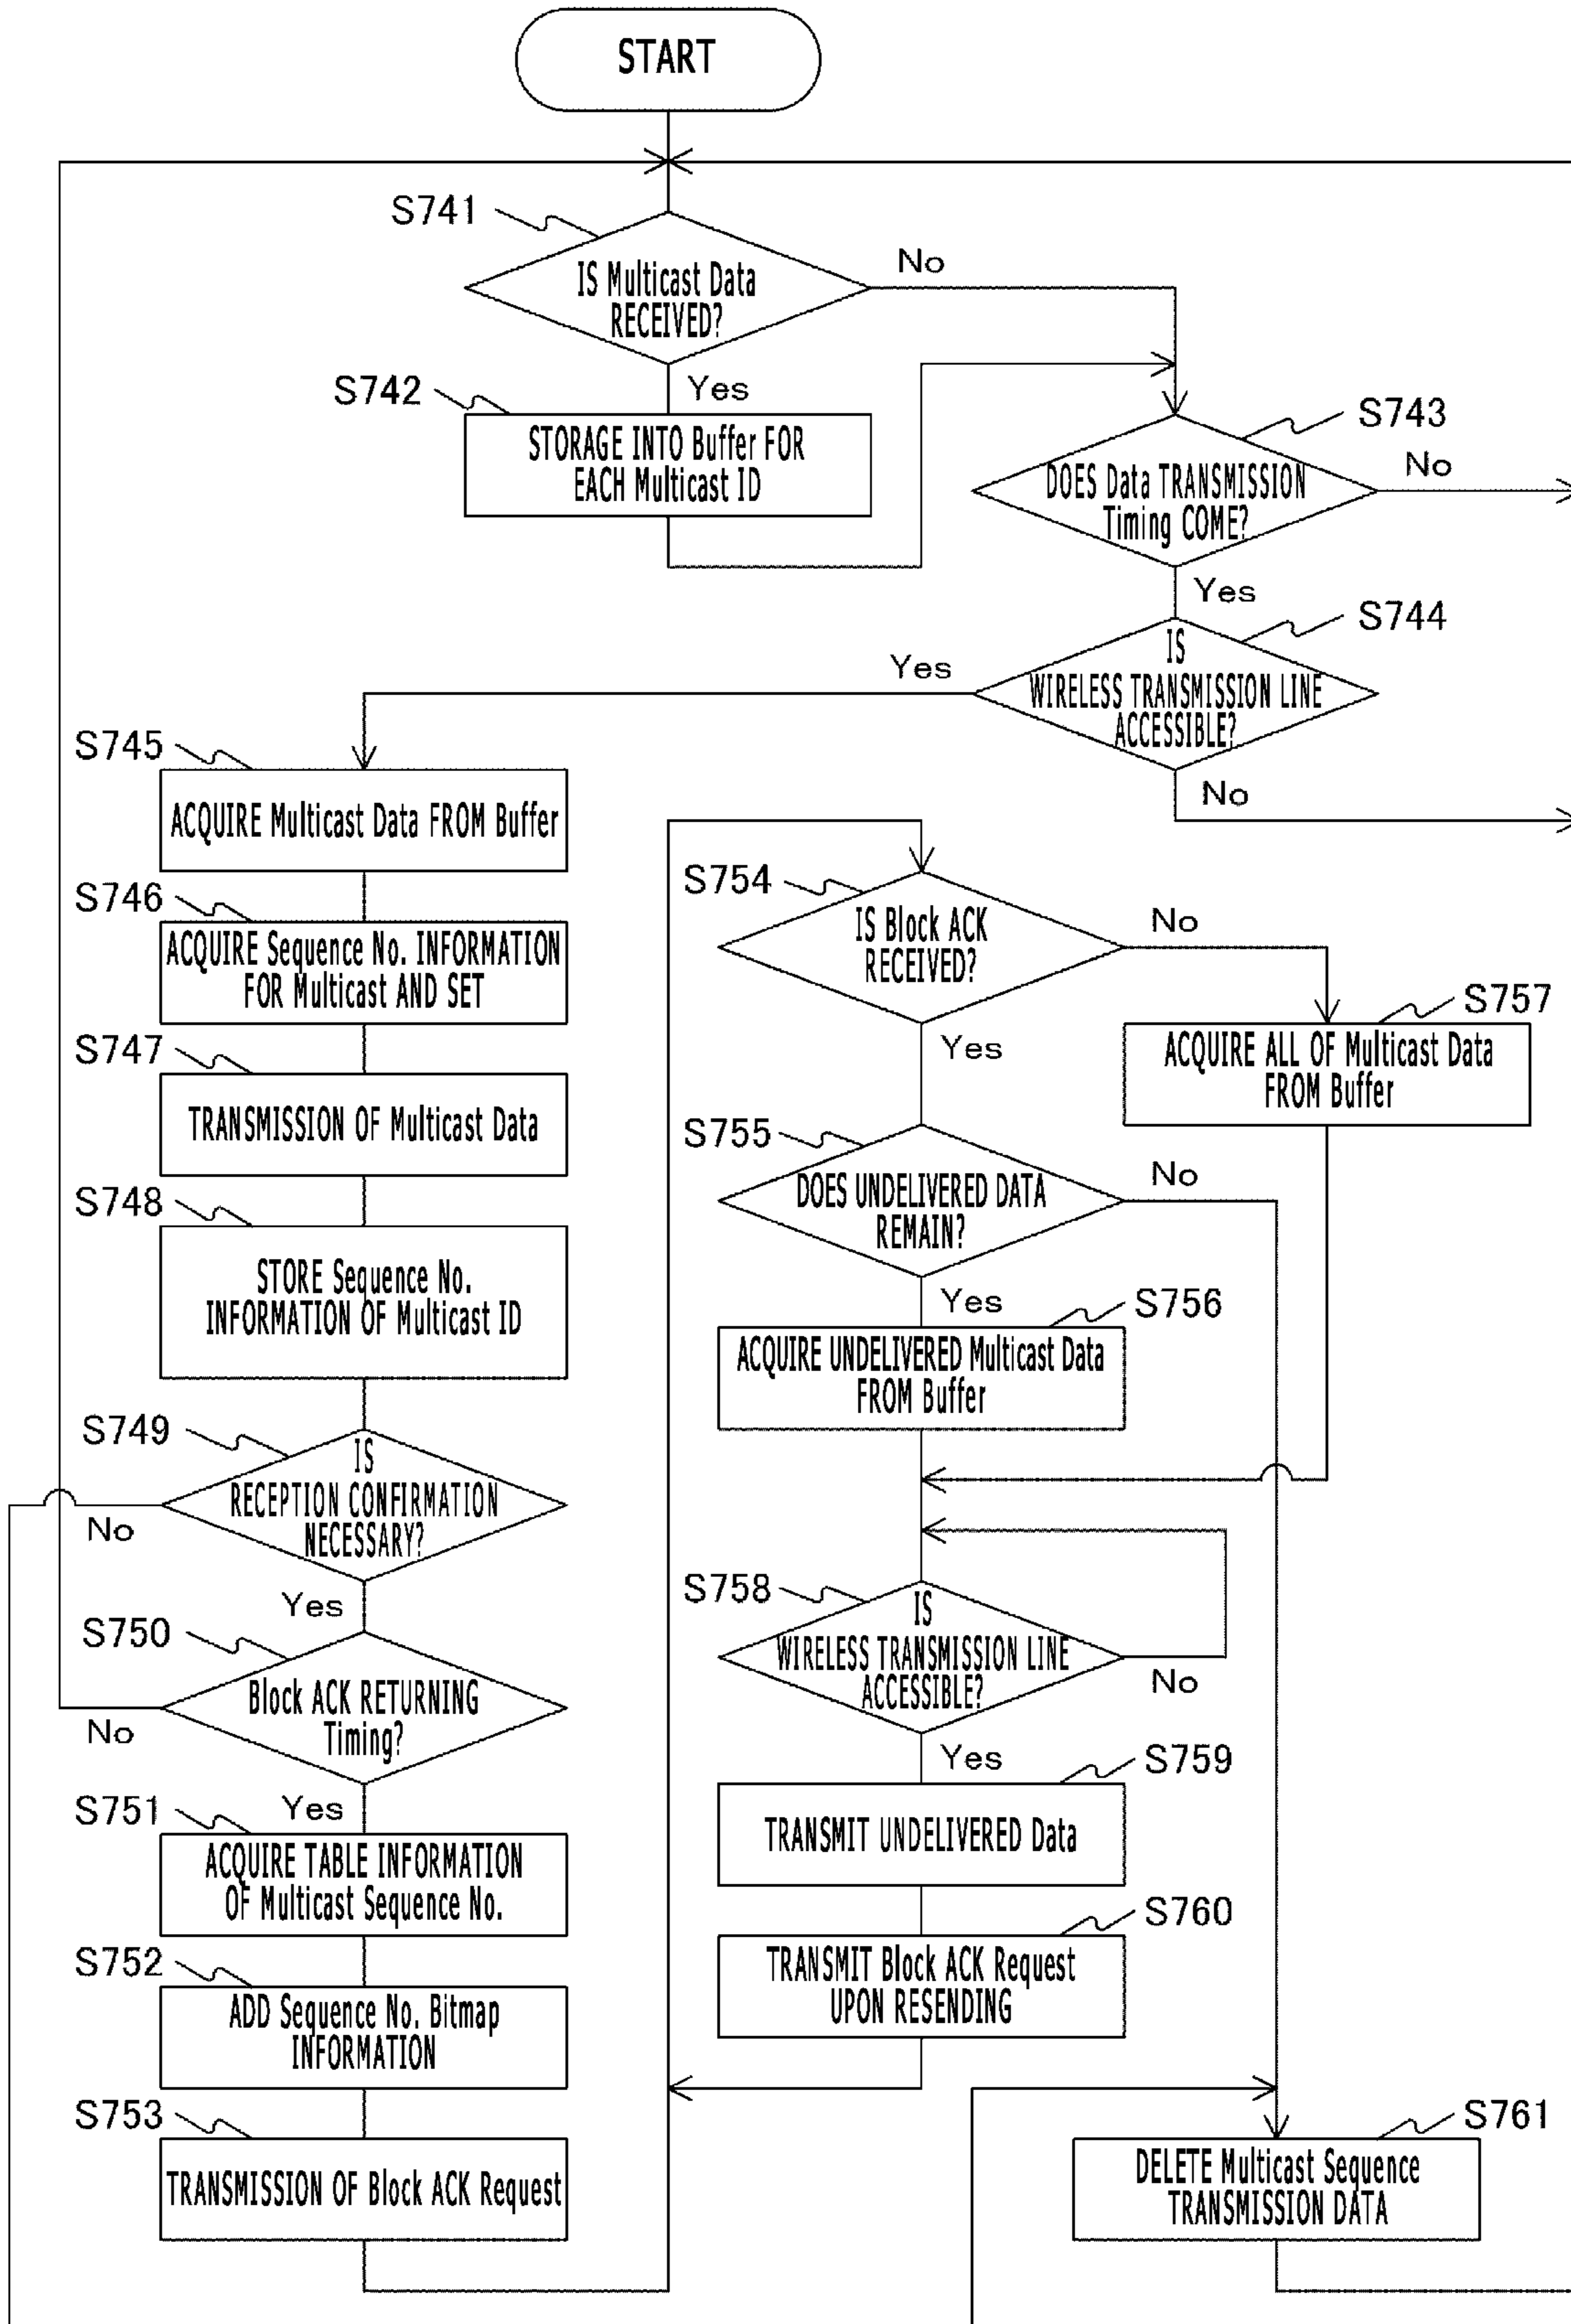 START
S741
IS Multicast Data
RECEIVED?
No
Yes
S742
STORAGE INTO Buffer FOR
EACH Multicast ID
S743
DOES Data TRANSMISSION
Timing COME?
No
Yes
S744
IS
WIRELESS TRANSMISSION LINE
ACCESSIBLE?
Yes
No
S745
ACQUIRE Multicast Data FROM Buffer
S746
ACQUIRE Sequence No. INFORMATION
FOR Multicast AND SET
S747
TRANSMISSION OF Multicast Data
S748
STORE Sequence No.
INFORMATION OF Multicast ID
S749
IS
RECEPTION CONFIRMATION
NECESSARY?
No
Yes
S750
Block ACK RETURNING
Timing?
No
Yes
S751
ACQUIRE TABLE INFORMATION
OF Multicast Sequence No.
S752
ADD Sequence No. Bitmap
INFORMATION
S753
TRANSMISSION OF Block ACK Request
S754
IS Block ACK
RECEIVED?
No
Yes
S757
ACQUIRE ALL OF Multicast Data
FROM Buffer
S755
DOES UNDELIVERED DATA
REMAIN?
No
Yes
S756
ACQUIRE UNDELIVERED Multicast Data
FROM Buffer
S758
IS
WIRELESS TRANSMISSION LINE
ACCESSIBLE?
No
Yes
S759
TRANSMIT UNDELIVERED Data
S760
TRANSMIT Block ACK Request
UPON RESENDING
S761
DELETE Multicast Sequence
TRANSMISSION DATA